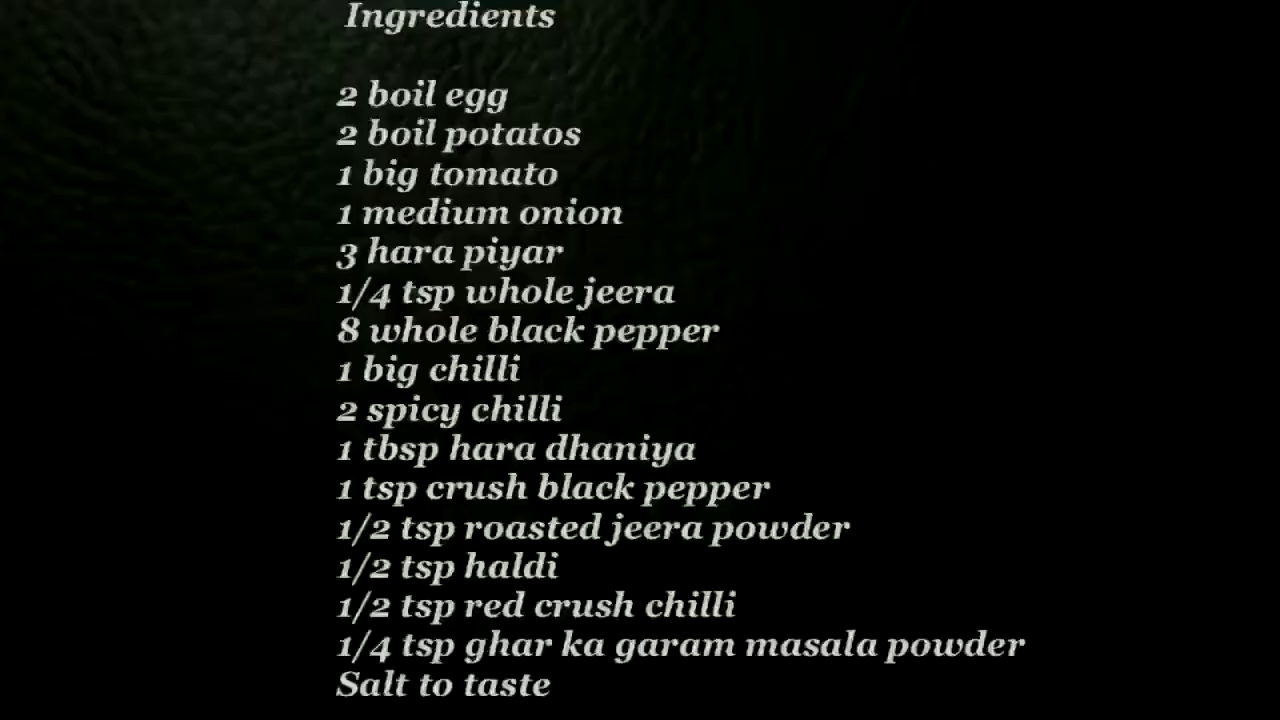 Ingredients
2 boil egg
2 boil potatos
1 big tomato
1 medium onion
3 hara piyar
1/4 tsp whole jeera
8 whole black pepper
1 big chilli
2 spicy chilli
1 tbsp hara dhaniya
1 tsp crush black pepper
1/2 tsp roasted jeera powder
1/2 tsp haldi
1/2 tsp red crush chilli
1/4 tsp ghar ka garam masala powder
Salt to taste